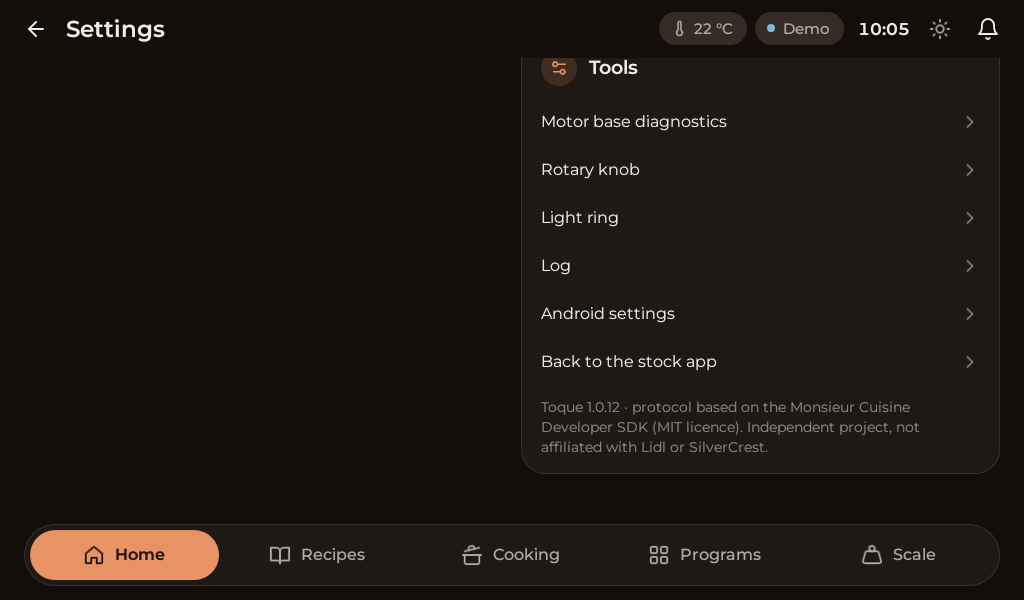 Settings
22 °C
Demo
10:05
Tools
Motor base diagnostics
Rotary knob
Light ring
Log
Android settings
Back to the stock app
Toque 1.0.12 · protocol based on the Monsieur Cuisine
Developer SDK (MIT licence). Independent project, not
affiliated with Lidl or SilverCrest.
Home
Recipes
Cooking
Programs
Scale